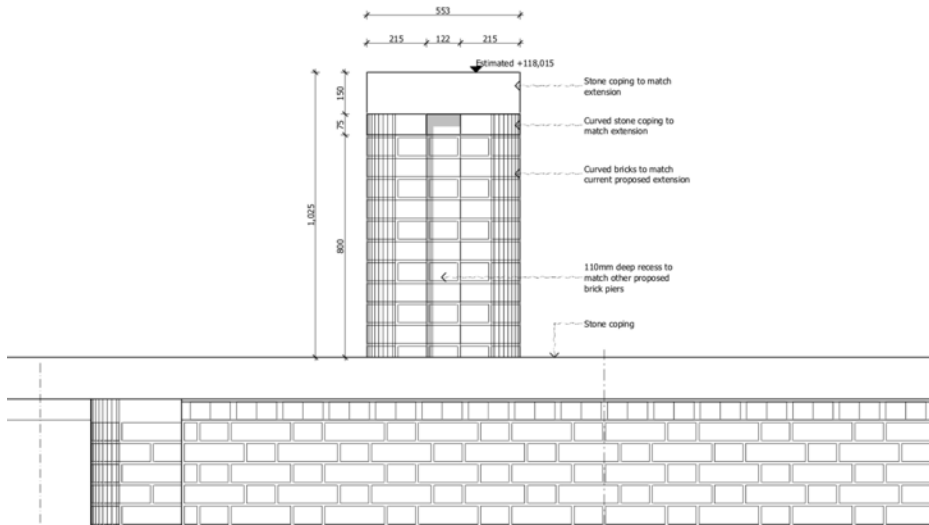 553
215 122 215
Estimated +118,015
Stone coping to match
extension
150
Curved stone coping to
match extension
75
Curved bricks to match
current proposed extension
1,025
800
110mm deep recess to
match other proposed
brick piers
Stone coping